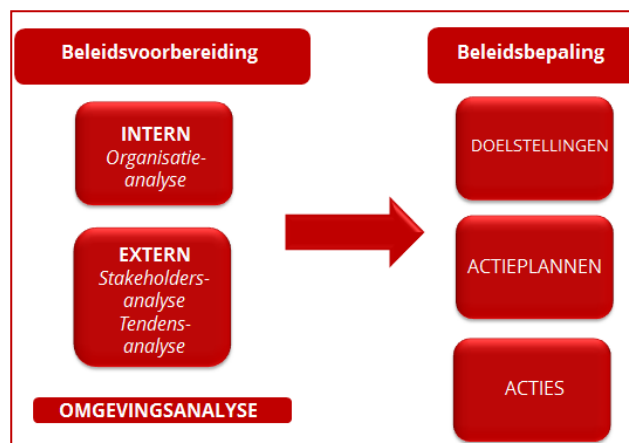 Beleidsvoorbereiding
INTERN
Organisatie-
analyse
EXTERN
Stakeholders-
analyse
Tendens-
analyse
OMGEVINGSANALYSE
Beleidsbepaling
DOELSTELLINGEN
ACTIEPLANNEN
ACTIES